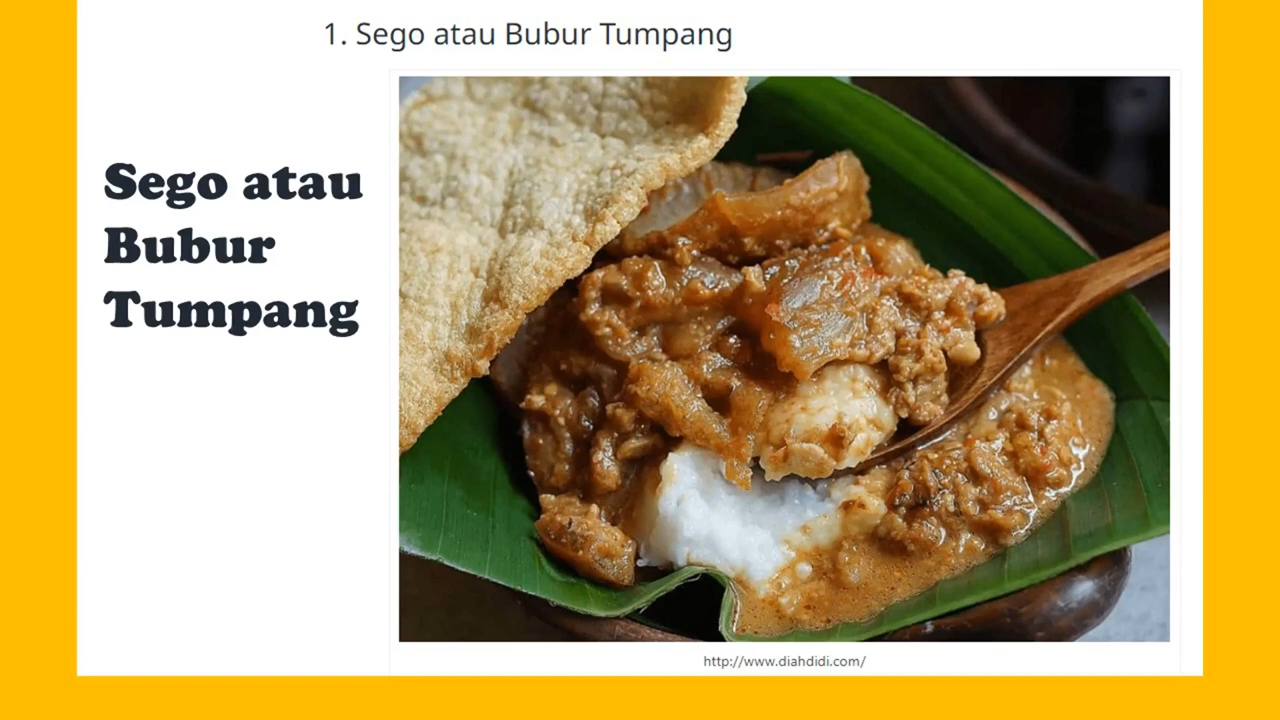 1. Sego atau Bubur Tumpang
Sego atau
Bubur
Tumpang
http://www.diahdidi.com/